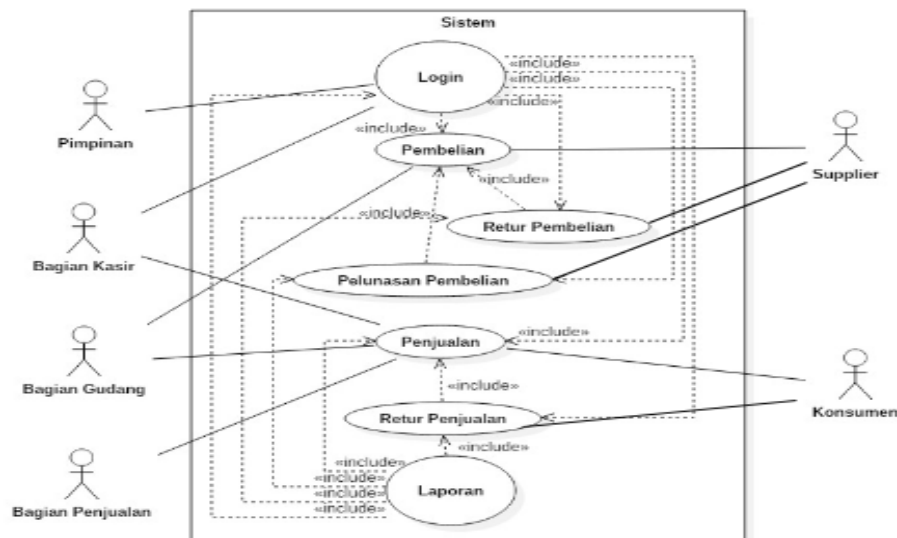 Sistem
Login
«include»
«include»
«include»
Pimpinan
«include»
Pembelian
Supplier
«include»
«include»
Retur Pembelian
Bagian Kasir
Pelunasan Pembelian
«include»
Penjualan
Bagian Gudang
«include»
Konsumen
Retur Penjualan
«include»
«include»
«include»
«include»
«include»
Laporan
Bagian Penjualan